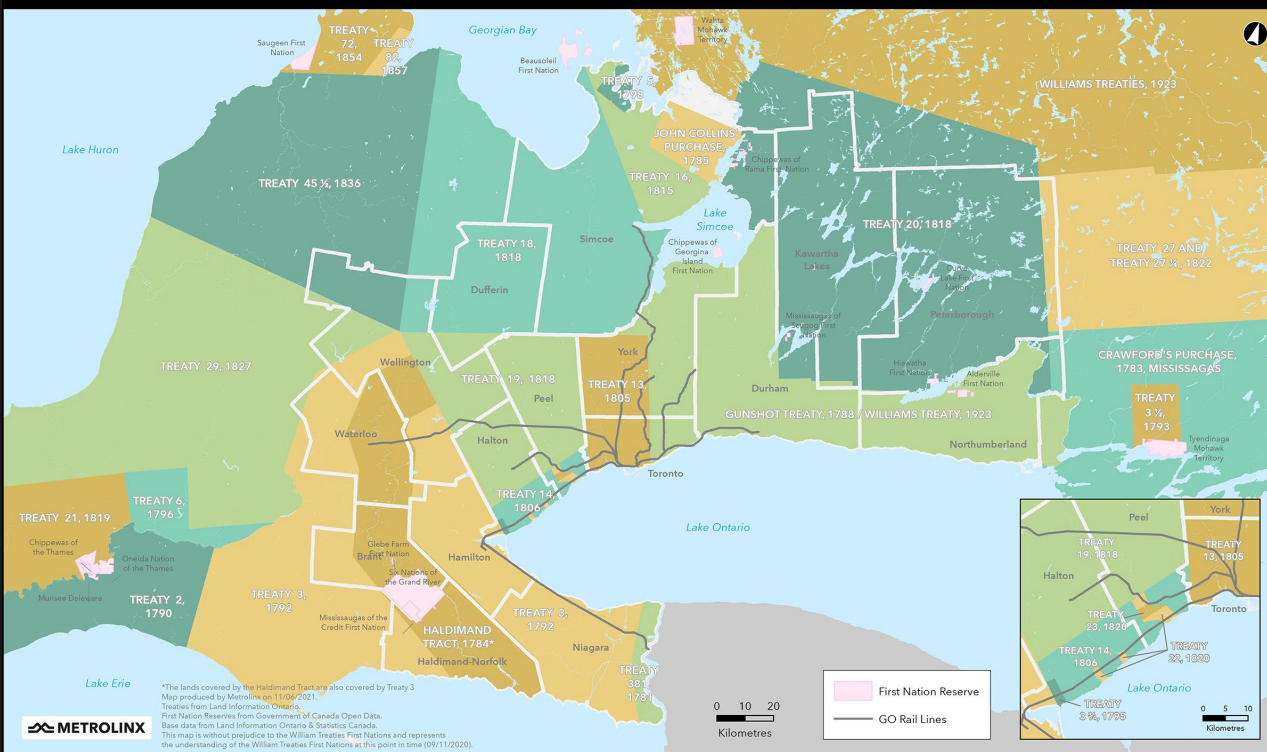 TREATY
72,
1854
TREATY
82,
1857
Saugeen First
Nation
Georgian Bay
Beausoleil
First Nation
Wahta
Mohawk
Territory
TREATY 5,
1798
WILLIAMS TREATIES, 1923
Lake Huron
JOHN COLLINS'
PURCHASE,
1785
Chippewas of
Rama First Nation
TREATY 45 ½, 1836
TREATY 16,
1815
Lake
Simcoe
TREATY 20, 1818
TREATY 18,
1818
Simcoe
Chippewas of
Georgina
Island
First Nation
Kawartha
Lakes
TREATY 27 AND
TREATY 27 ¼, 1822
Curve
Lake First
Nation
Dufferin
Mississaugas of
Scugog First
Nation
Peterborough
TREATY 29, 1827
Wellington
York
Hiawatha
First Nation
Alderville
First Nation
CRAWFORD'S PURCHASE,
1783, MISSISSAGAS
TREATY 19, 1818
Peel
TREATY 13,
1805
Durham
TREATY
3 ½,
1793
GUNSHOT TREATY, 1788 / WILLIAMS TREATY, 1923
Waterloo
Halton
Northumberland
Tyendinaga
Mohawk
Territory
Toronto
TREATY 14,
1806
TREATY 21, 1819
TREATY 6,
1796
Lake Ontario
Chippewas of
the Thames
Oneida Nation
of the Thames
Munsee Delaware
TREATY 2,
1790
Glebe Farm
First Nation
Brant
Hamilton
Six Nations of
the Grand River
TREATY 3,
1792
Mississaugas of the
Credit First Nation
TREATY 3,
1792
HALDIMAND
TRACT, 1784*
Haldimand-Norfolk
Niagara
TREATY
381,
1781
Lake Erie
*The lands covered by the Haldimand Tract are also covered by Treaty 3
Map produced by Metrolinx on 11/06/2021.
Treaties from Land Information Ontario.
First Nation Reserves from Government of Canada Open Data.
Base data from Land Information Ontario & Statistics Canada.
This map is without prejudice to the William Treaties First Nations and represents
the understanding of the William Treaties First Nations at this point in time (09/11/2020).
METROLINX
0 10 20
Kilometres
First Nation Reserve
GO Rail Lines
Peel
York
TREATY
19, 1818
TREATY
13, 1805
Halton
Toronto
TREATY
23, 1820
TREATY 14,
1806
TREATY
22, 1820
Lake Ontario
TREATY
3 ¾, 1795
0 5 10
Kilometres